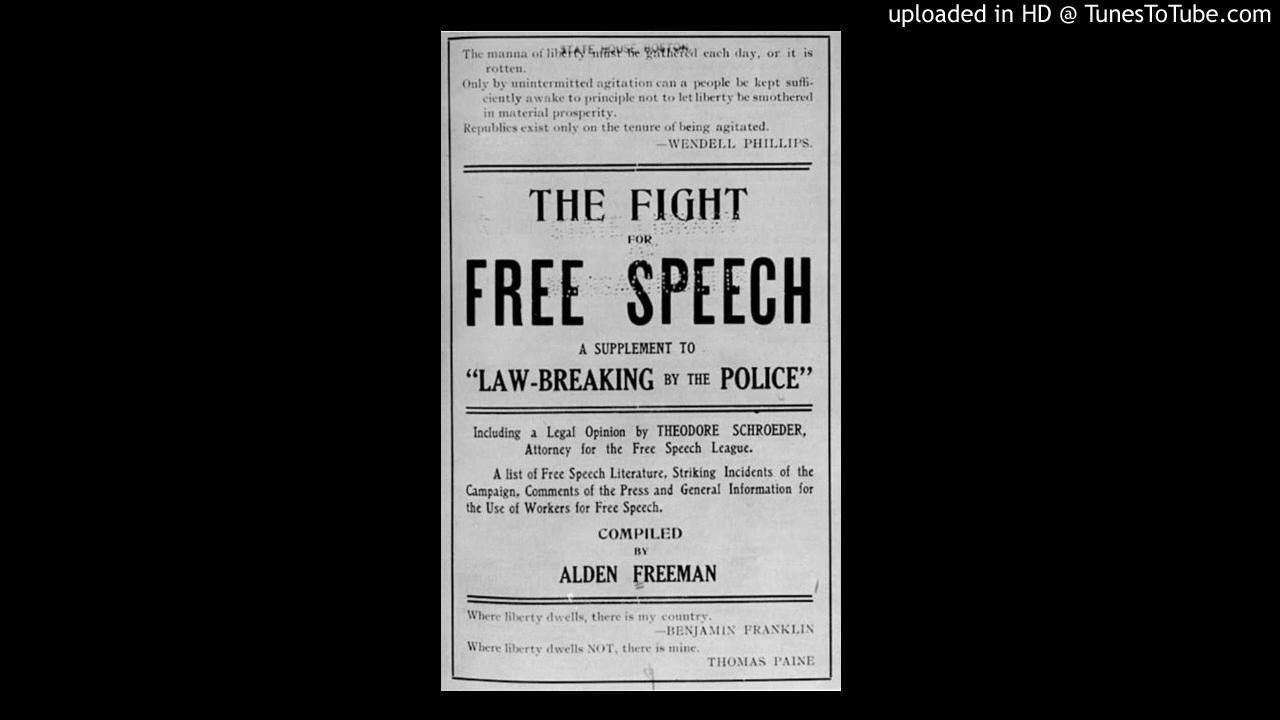 uploaded in HD @ TunesToTube.com
STATE HOUSE BOSTON
The manna of liberty must be gathered each day, or it is
rotten.
Only by unintermitted agitation can a people be kept suffi-
ciently awake to principle not to let liberty be smothered
in material prosperity.
Republics exist only on the tenure of being agitated.
—WENDELL PHILLIPS.
THE FIGHT
FOR
FREE SPEECH
A SUPPLEMENT TO
“LAW-BREAKING BY THE POLICE”
Including a Legal Opinion by THEODORE SCHROEDER,
Attorney for the Free Speech League.
A list of Free Speech Literature, Striking Incidents of the
Campaign, Comments of the Press and General Information for
the Use of Workers for Free Speech.
COMPILED
BY
ALDEN FREEMAN
Where liberty dwells, there is my country.
—BENJAMIN FRANKLIN
Where liberty dwells NOT, there is mine.
THOMAS PAINE